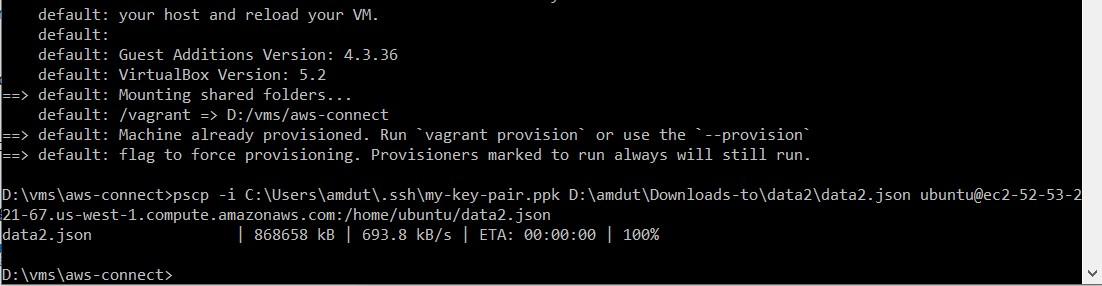 default: your host and reload your VM.
default:
default: Guest Additions Version: 4.3.36
default: VirtualBox Version: 5.2
==> default: Mounting shared folders...
default: /vagrant => D:/vms/aws-connect
==> default: Machine already provisioned. Run `vagrant provision` or use the `--provision`
==> default: flag to force provisioning. Provisioners marked to run always will still run.
D:\vms\aws-connect>pscp -i C:\Users\amdut\.ssh\my-key-pair.ppk D:\amdut\Downloads-to\data2\data2.json ubuntu@ec2-52-53-2
21-67.us-west-1.compute.amazonaws.com:/home/ubuntu/data2.json
data2.json | 868658 kB | 693.8 kB/s | ETA: 00:00:00 | 100%
D:\vms\aws-connect>